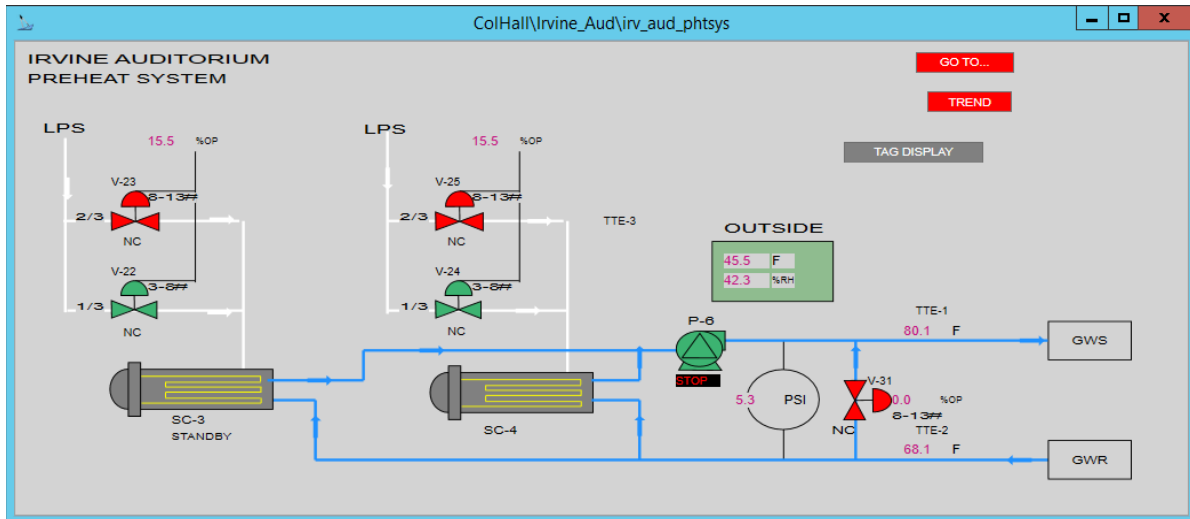 ColHall\Irvine_Aud\irv_aud_phtsys
IRVINE AUDITORIUM
PREHEAT SYSTEM
GO TO...
TREND
TAG DISPLAY
LPS
15.5 %OP
V-23
8-13#
2/3
NC
V-22
3-8#
1/3
NC
SC-3
STANDBY
LPS
15.5 %OP
V-25
8-13#
2/3
NC
TTE-3
V-24
3-8#
1/3
NC
SC-4
OUTSIDE
45.5 F
42.3 %RH
P-6
STOP
5.3 PSI
TTE-1
80.1 F
GWS
V-31
0.0 %OP
8-13#
NC
TTE-2
68.1 F
GWR